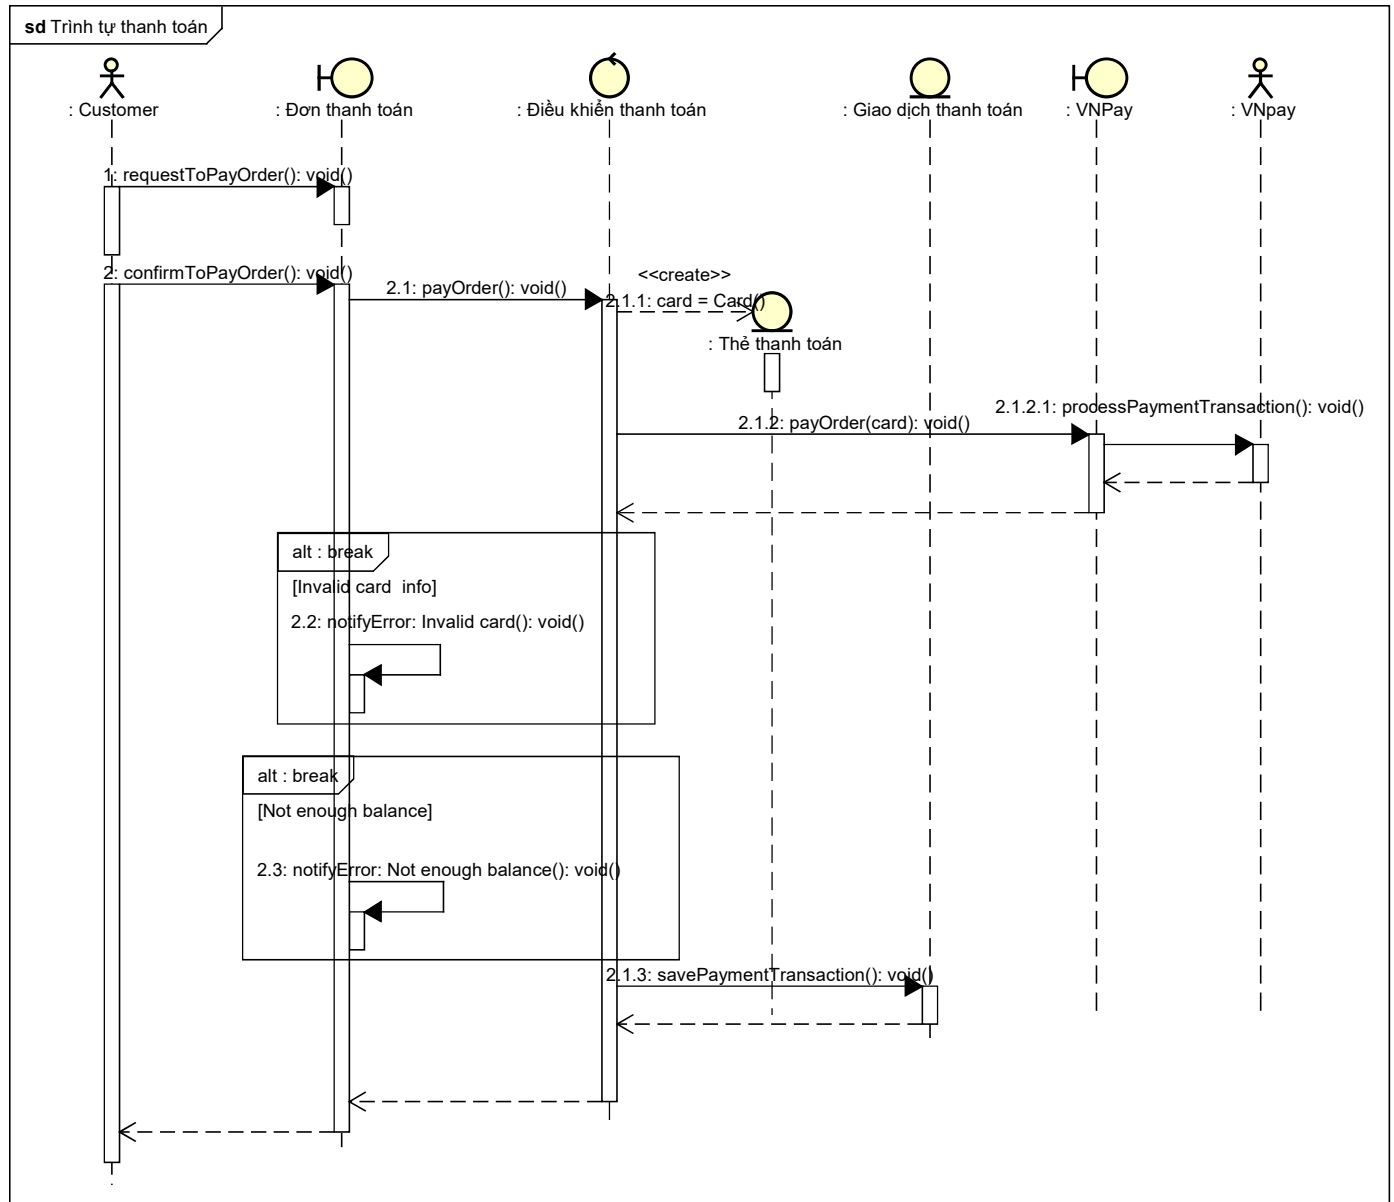 sd Trình tự thanh toán
: Customer
: Đơn thanh toán
: Điều khiển thanh toán
: Giao dịch thanh toán
: VNPay
: VNpay
1: requestToPayOrder(): void()
2: confirmToPayOrder(): void()
2.1: payOrder(): void()
<<create>>
2.1.1: card = Card()
: Thẻ thanh toán
2.1.2.1: processPaymentTransaction(): void()
2.1.2: payOrder(card): void()
alt : break
[Invalid card  info]
2.2: notifyError: Invalid card(): void()
alt : break
[Not enough balance]
2.3: notifyError: Not enough balance(): void()
2.1.3: savePaymentTransaction(): void()